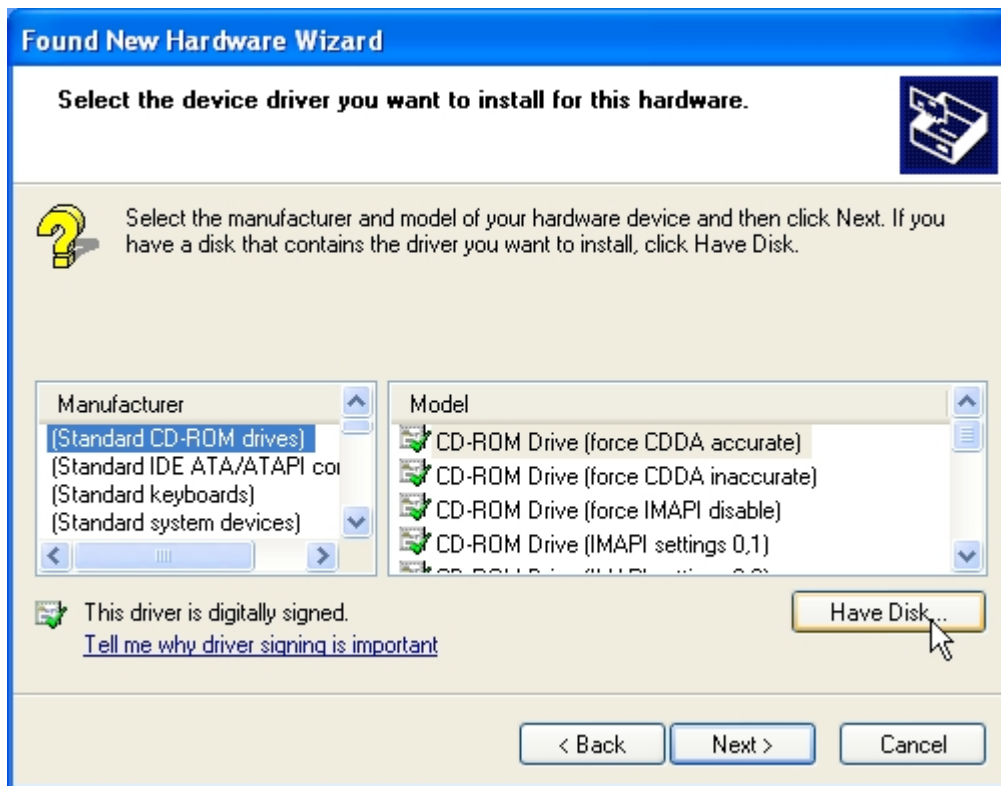 Found New Hardware Wizard
Select the device driver you want to install for this hardware.
Select the manufacturer and model of your hardware device and then click Next. If you
have a disk that contains the driver you want to install, click Have Disk.
Manufacturer
(Standard CD-ROM drives)
(Standard IDE ATA/ATAPI
(Standard keyboards)
(Standard system devices)
Model
CD-ROM Drive (force CDDA accurate)
CD-ROM Drive (force CDDA inaccurate)
CD-ROM Drive (force IMAPI disable)
CD-ROM Drive (IMAPI settings 0,1)
This driver is digitally signed.
Tell me why driver signing is important
Have Disk...
< Back
Next >
Cancel